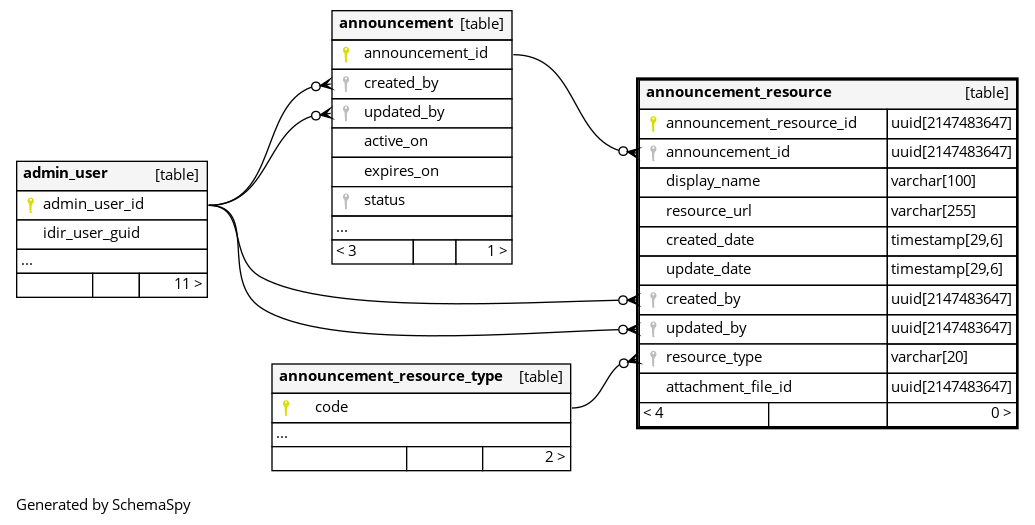 announcement [table]
announcement_id
created_by
updated_by
active_on
expires_on
status
...
< 3 1 >
announcement_resource [table]
announcement_resource_id uuid[2147483647]
announcement_id uuid[2147483647]
display_name varchar[100]
resource_url varchar[255]
created_date timestamp[29,6]
update_date timestamp[29,6]
created_by uuid[2147483647]
updated_by uuid[2147483647]
resource_type varchar[20]
attachment_file_id uuid[2147483647]
< 4 0 >
admin_user [table]
admin_user_id
idir_user_guid
...
11 >
announcement_resource_type [table]
code
...
2 >
Generated by SchemaSpy